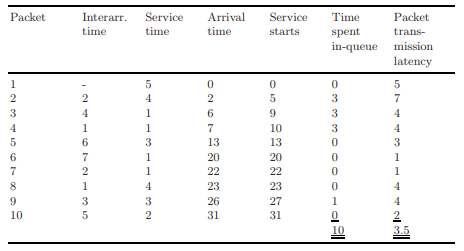 Packet Interarr. Service Arrival Service Time Packet
time time time starts spent trans-
in-queue mission
latency
1 - 5 0 0 0 5
2 2 4 2 5 3 7
3 4 1 6 9 3 4
4 1 1 7 10 3 4
5 6 3 13 13 0 3
6 7 1 20 20 0 1
7 2 1 22 22 0 1
8 1 4 23 23 0 4
9 3 3 26 27 1 4
10 5 2 31 31 0 2
10 3.5